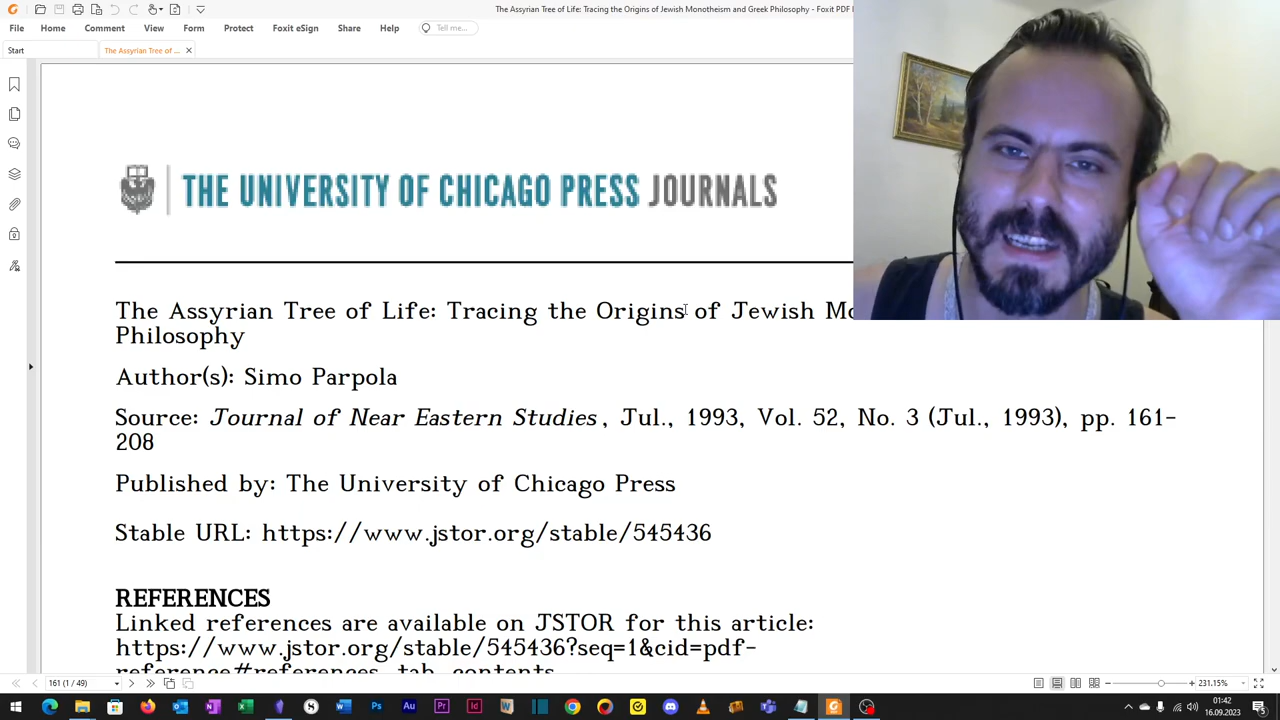 The Assyrian Tree of Life: Tracing the Origins of Jewish Monotheism and Greek Philosophy - Foxit PDF
File Home Comment View Form Protect Foxit eSign Share Help Tell me...
Start The Assyrian Tree of ...
THE UNIVERSITY OF CHICAGO PRESS JOURNALS
The Assyrian Tree of Life: Tracing the Origins of Jewish Mo
Philosophy
Author(s): Simo Parpola
Source: Journal of Near Eastern Studies, Jul., 1993, Vol. 52, No. 3 (Jul., 1993), pp. 161-
208
Published by: The University of Chicago Press
Stable URL: https://www.jstor.org/stable/545436
REFERENCES
Linked references are available on JSTOR for this article:
https://www.jstor.org/stable/545436?seq=1&cid=pdf-
reference#references_tab_contents
161 (1 / 49) 231.15%
01:42
16.09.2023